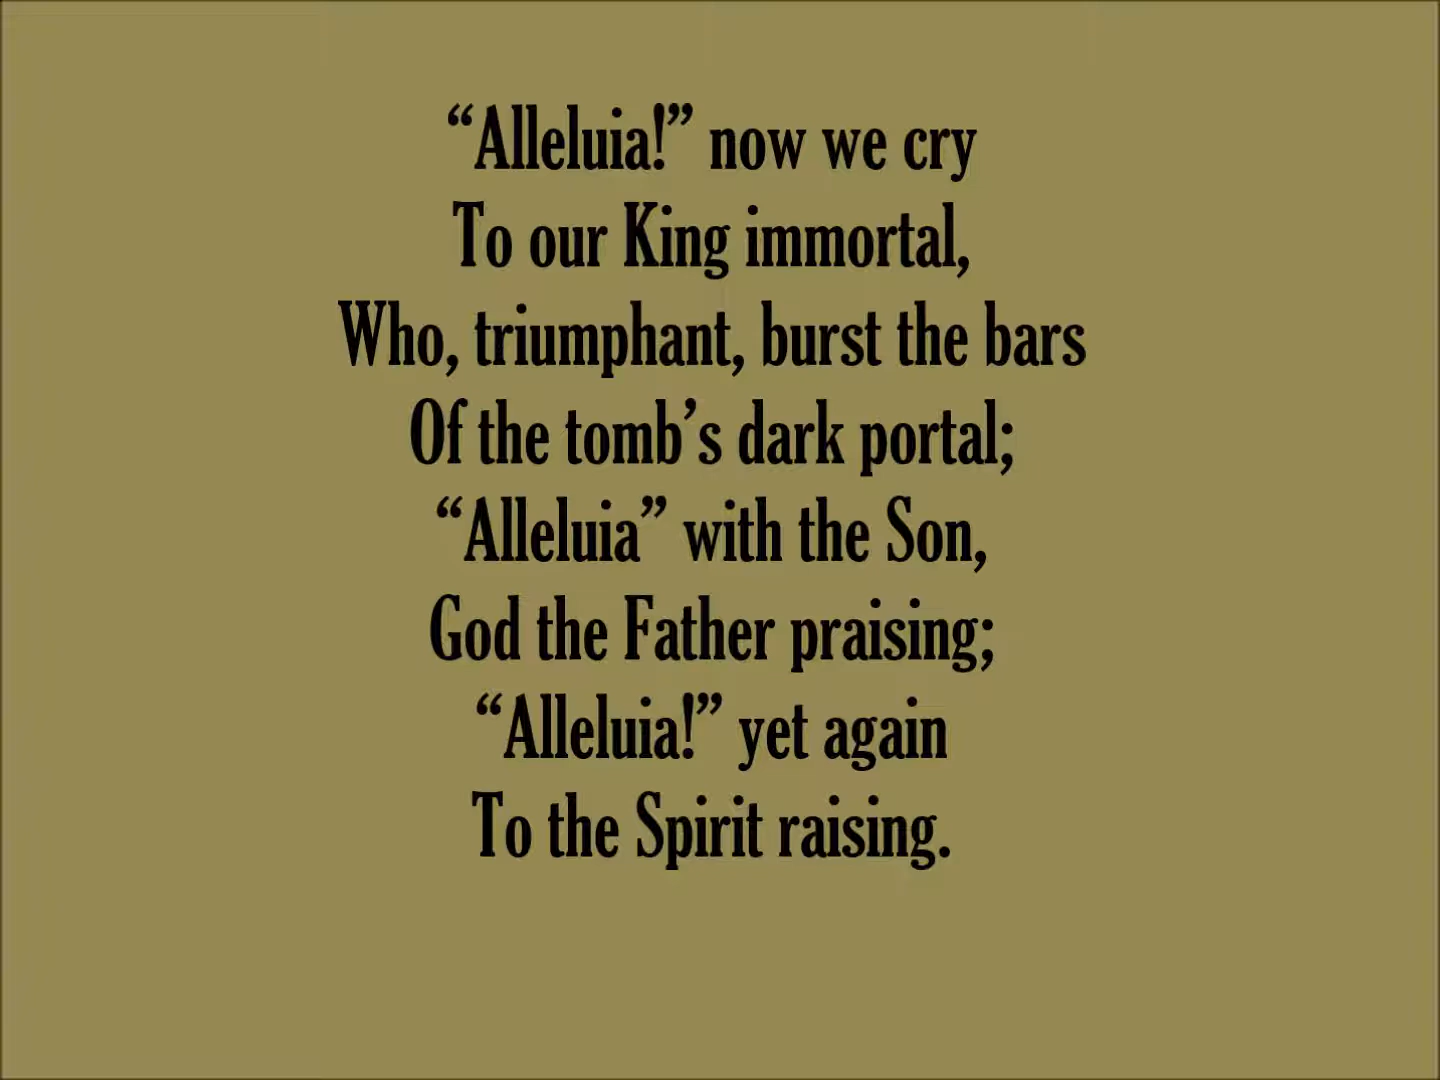 “Alleluia!” now we cry
To our King immortal,
Who, triumphant, burst the bars
Of the tomb’s dark portal;
“Alleluia” with the Son,
God the Father praising;
“Alleluia!” yet again
To the Spirit raising.